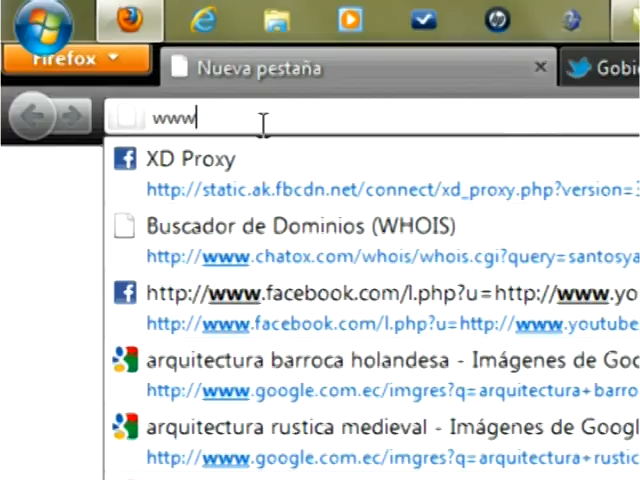 Firefox
Nueva pestaña
www
XD Proxy
http://static.ak.fbcdn.net/connect/xd_proxy.php?version=3
Buscador de Dominios (WHOIS)
http://www.chatox.com/whois/whois.cgi?query=santosya
http://www.facebook.com/l.php?u=http://www.yo
http://www.facebook.com/l.php?u=http://www.youtube
arquitectura barroca holandesa - Imágenes de Goo
http://www.google.com.ec/imgres?q=arquitectura+barro
arquitectura rustica medieval - Imágenes de Googl
http://www.google.com.ec/imgres?q=arquitectura+rustic